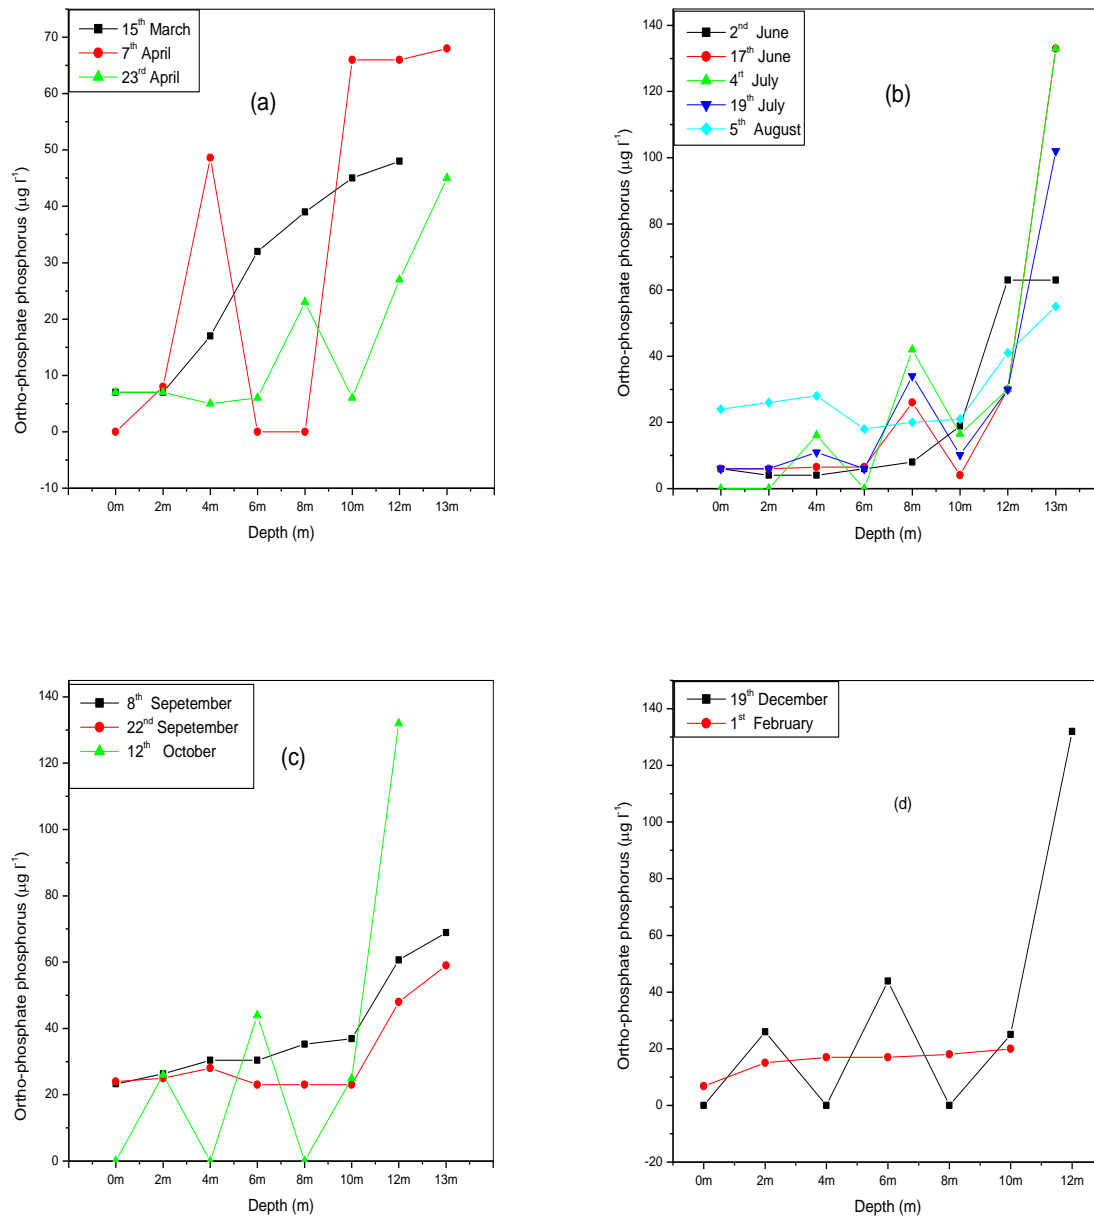 15th March
7th April
23rd April
(a)
70
60
50
40
30
20
10
0
-10
Ortho-phosphate phosphorus (µg l-1)
0m 2m 4m 6m 8m 10m 12m 13m
Depth (m)
2nd June
17th June
4rt July
19th July
5th August
(b)
140
120
100
80
60
40
20
0
Ortho-phosphate phosphorus (µg l-1)
0m 2m 4m 6m 8m 10m 12m 13m
Depth (m)
8th Sepetember
22nd Sepetember
12th October
(c)
140
120
100
80
60
40
20
0
Ortho-phosphate phosphorus (µg l-1)
0m 2m 4m 6m 8m 10m 12m 13m
Depth (m)
19th December
1st February
(d)
140
120
100
80
60
40
20
0
-20
Ortho-phosphate phosphorus (µg l-1)
0m 2m 4m 6m 8m 10m 12m
Depth (m)